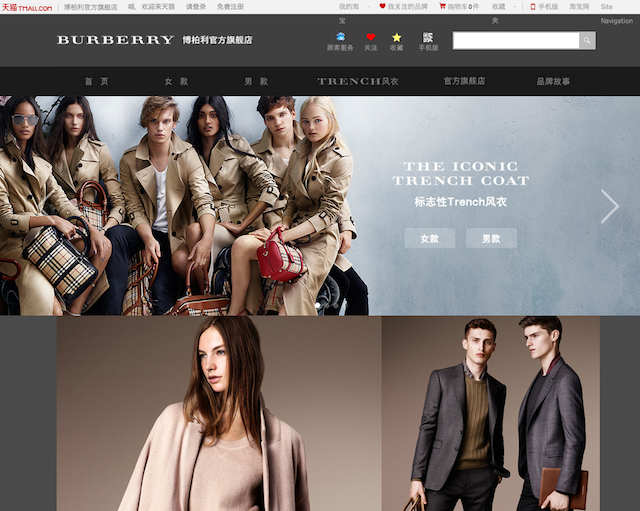 天猫 TMALL.COM 博柏利官方旗舰店 喵，欢迎来天猫 请登录 免费注册 我的淘宝 我关注的品牌 购物车0件 收藏夹 手机版 淘宝网 Site Navigation
BURBERRY 博柏利官方旗舰店
顾客服务 关注 收藏 手机版
首 页 女 款 男 款 TRENCH风衣 官方旗舰店 品牌故事
THE ICONIC
TRENCH COAT
标志性Trench风衣
女款 男款